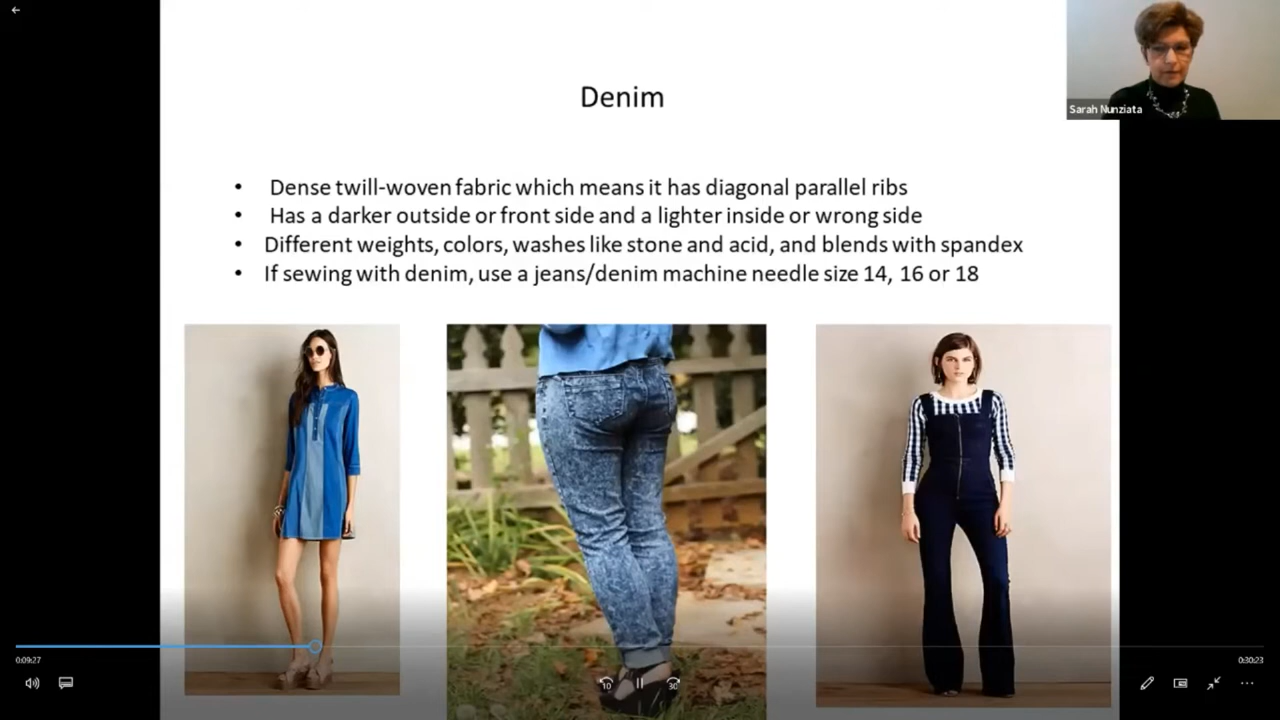 Sarah Nunziata
Denim
• Dense twill-woven fabric which means it has diagonal parallel ribs
• Has a darker outside or front side and a lighter inside or wrong side
• Different weights, colors, washes like stone and acid, and blends with spandex
• If sewing with denim, use a jeans/denim machine needle size 14, 16 or 18
0:09:27
0:30:23
10
30